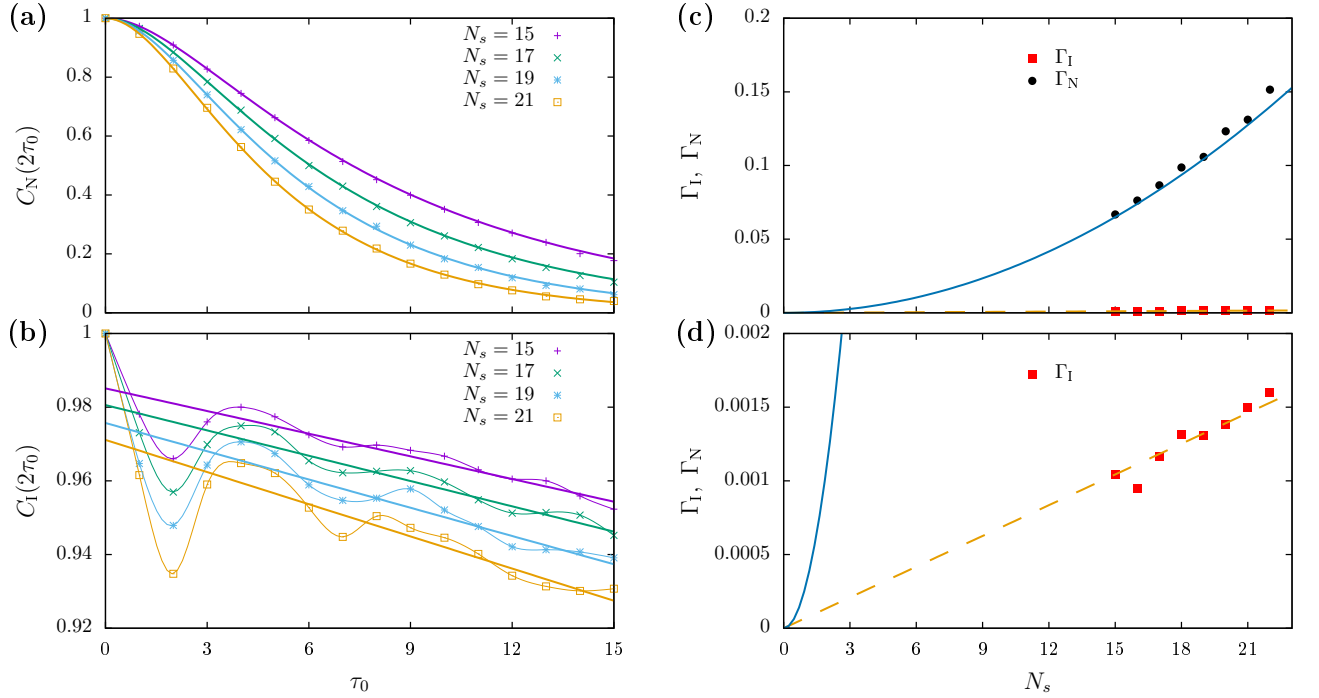 (a)
1
0.8
0.6
0.4
0.2
0
C_N(2τ_0)
N_s = 15
N_s = 17
N_s = 19
N_s = 21
(b)
1
0.98
0.96
0.94
0.92
C_I(2τ_0)
N_s = 15
N_s = 17
N_s = 19
N_s = 21
0 3 6 9 12 15
τ_0
(c)
0.2
0.15
0.1
0.05
0
Γ_I, Γ_N
Γ_I
Γ_N
(d)
0.002
0.0015
0.001
0.0005
0
Γ_I, Γ_N
Γ_I
0 3 6 9 12 15 18 21
N_s